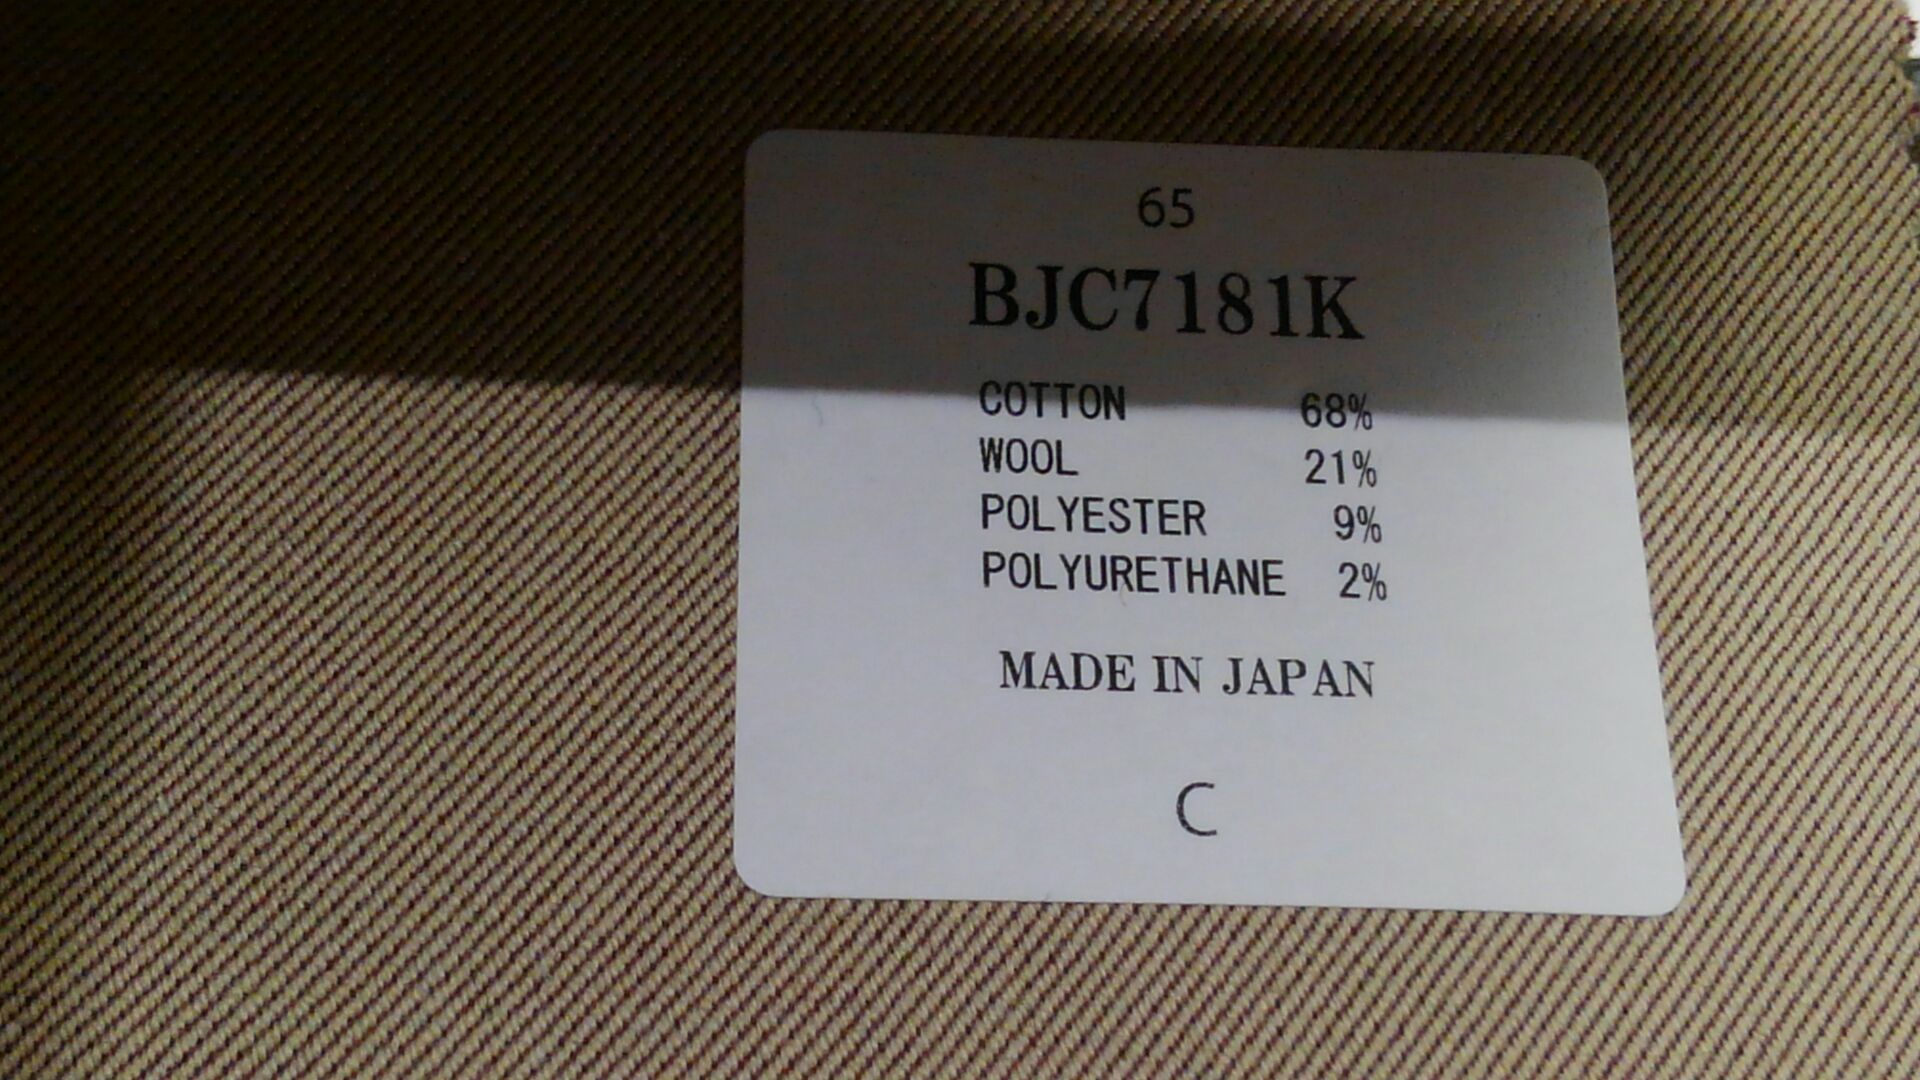 65
BJC7181K
COTTON 68%
WOOL 21%
POLYESTER 9%
POLYURETHANE 2%
MADE IN JAPAN
C